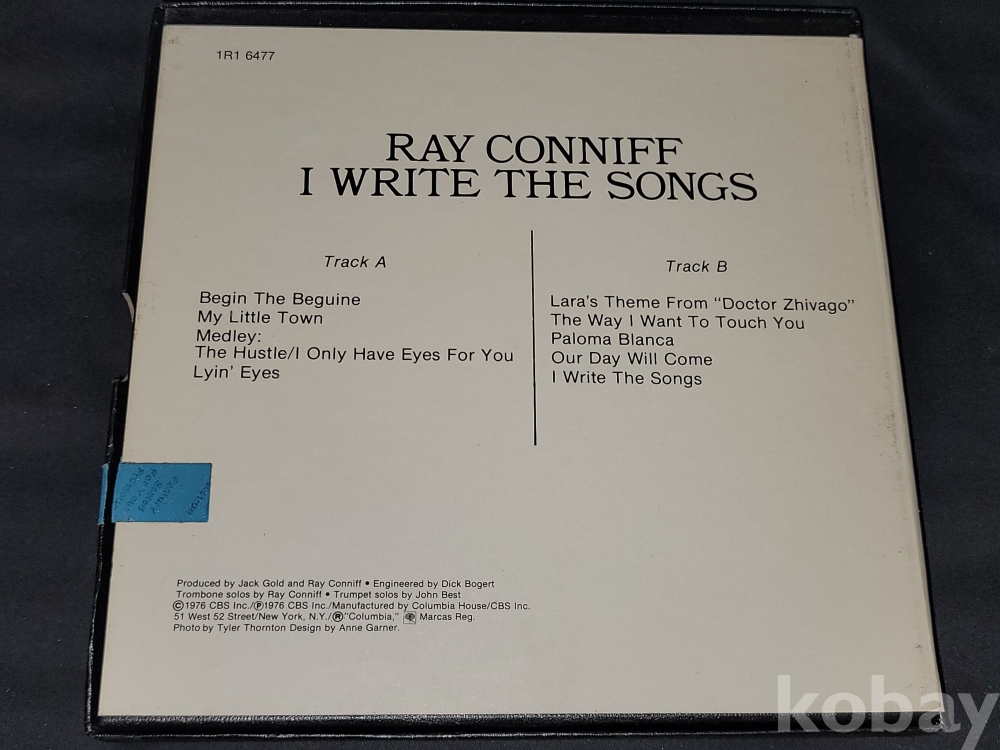 1R1 6477
RAY CONNIFF
I WRITE THE SONGS
Track A
Begin The Beguine
My Little Town
Medley:
The Hustle/I Only Have Eyes For You
Lyin' Eyes
Track B
Lara's Theme From "Doctor Zhivago"
The Way I Want To Touch You
Paloma Blanca
Our Day Will Come
I Write The Songs
Produced by Jack Gold and Ray Conniff • Engineered by Dick Bogert
Trombone solos by Ray Conniff • Trumpet solos by John Best
©1976 CBS Inc./℗1976 CBS Inc./Manufactured by Columbia House/CBS Inc.
51 West 52 Street/New York, N.Y./®"Columbia," Marcas Reg.
Photo by Tyler Thornton Design by Anne Garner.
kobay